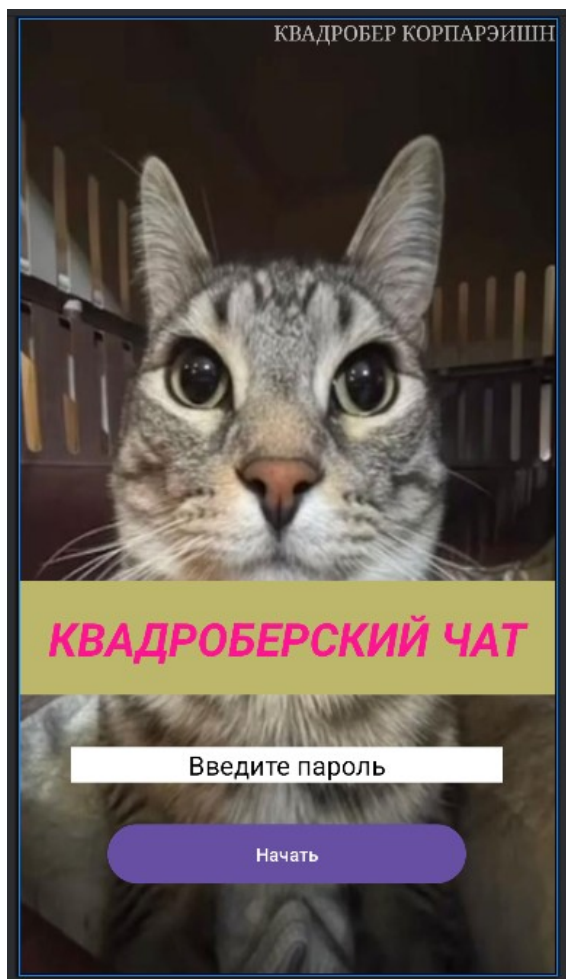 КВАДРОБЕР КОРПАРЭИШН
КВАДРОБЕРСКИЙ ЧАТ
Введите пароль
Начать